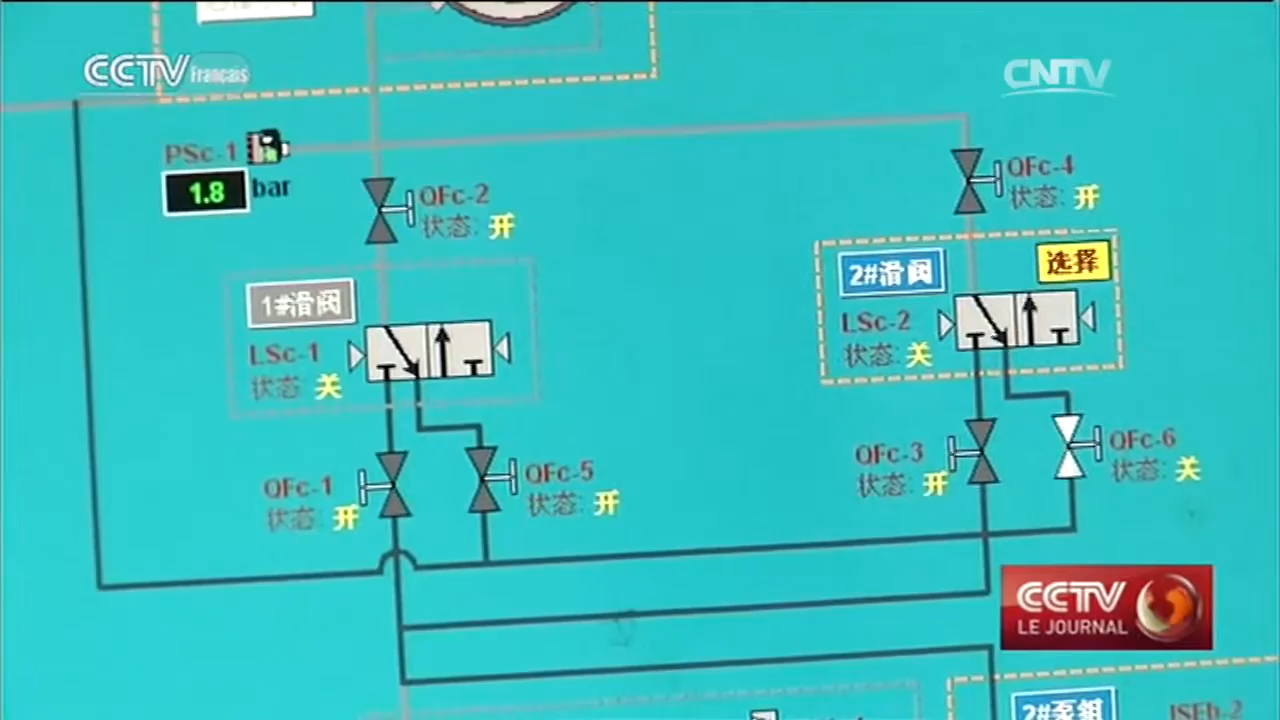 CCTV Français
CNTV
PSc-1
1.8 bar
QFc-2
状态: 开
QFc-4
状态: 开
1#滑阀
LSc-1
状态: 关
2#滑阀
选择
LSc-2
状态: 关
QFc-1
状态: 开
QFc-5
状态: 开
QFc-3
状态: 开
QFc-6
状态: 关
CCTV
LE JOURNAL
2#泵组